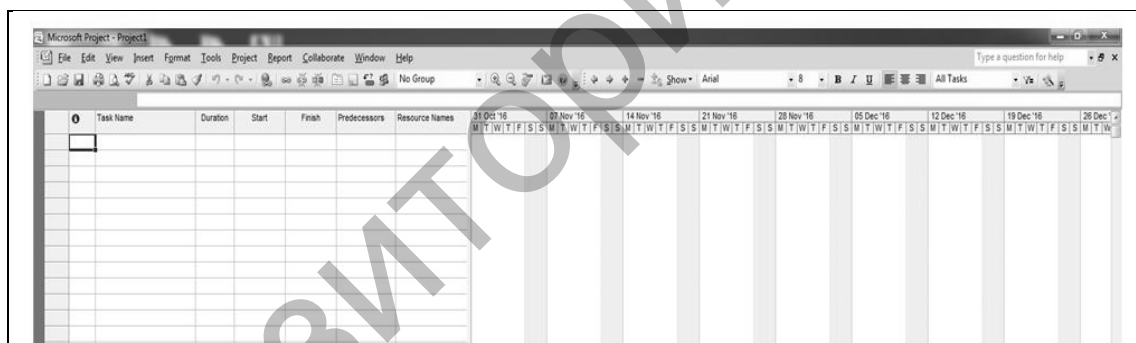 Microsoft Project - Project1
File Edit View Insert Format Tools Project Report Collaborate Window Help
Type a question for help
No Group
Show
Arial
8
B I U
All Tasks
Task Name Duration Start Finish Predecessors Resource Names
31 Oct '16 07 Nov '16 14 Nov '16 21 Nov '16 28 Nov '16 05 Dec '16 12 Dec '16 19 Dec '16 26 Dec '
M T W T F S S M T W T F S S M T W T F S S M T W T F S S M T W T F S S M T W T F S S M T W T F S S M T W T F S S M T W
зитори